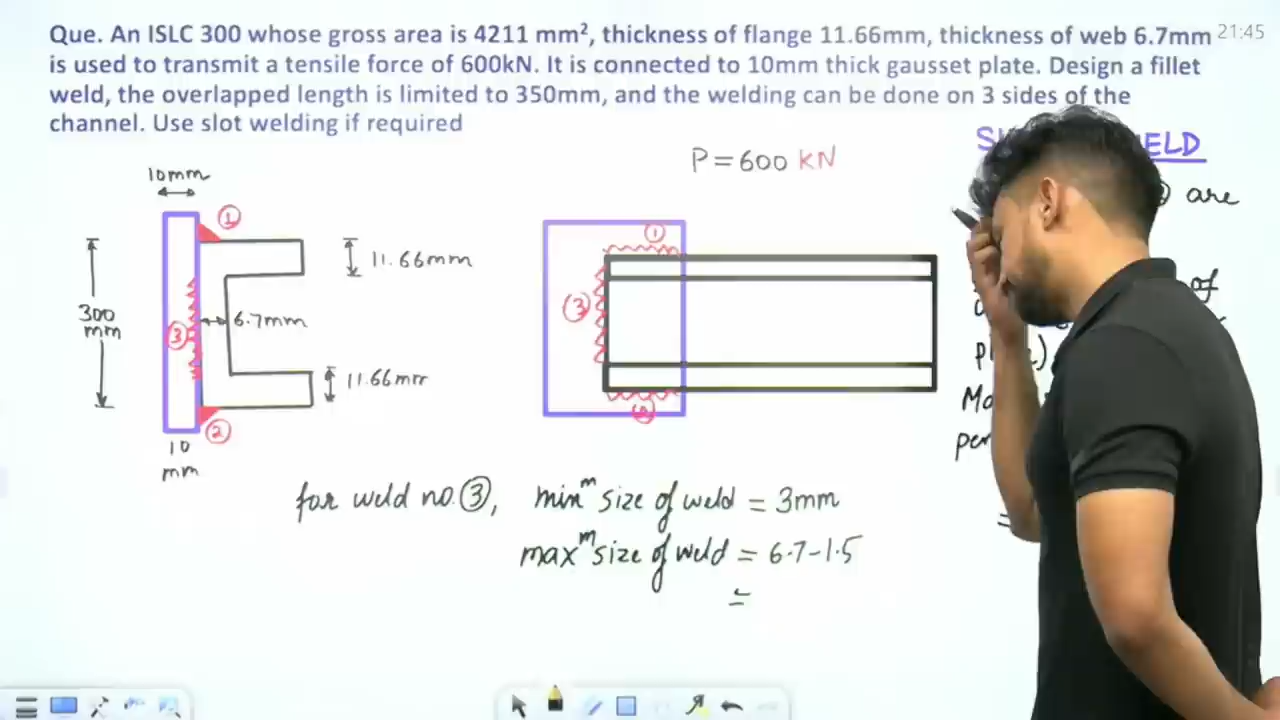 Que. An ISLC 300 whose gross area is 4211 mm², thickness of flange 11.66mm, thickness of web 6.7mm
21:45
is used to transmit a tensile force of 600kN. It is connected to 10mm thick gausset plate. Design a fillet
weld, the overlapped length is limited to 350mm, and the welding can be done on 3 sides of the
channel. Use slot welding if required
ELD
P = 600 KN
10mm
are
①
①
11.66mm
of
③
300
mm
③
6.7mm
11.66mm
②
②
10
mm
for weld no.③, minᵐ size of weld = 3mm
maxᵐ size of weld = 6.7-1.5
=